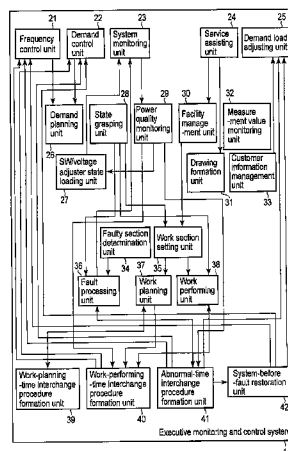 21
22
23
24
25
Frequency
control unit
Demand
control
unit
System
monitoring
unit
Service
assisting
unit
Demand load
adjusting unit
28
29
30
32
Demand
planning
unit
State
grasping
unit
Power
quality
monitoring
unit
Facility
manage
-ment unit
Measure
-ment value
monitoring
unit
26
SW/voltage
adjuster state
loading unit
27
Drawing
formation
unit
31
Customer
information
management
unit
33
Faulty section
determination
unit
34
Work section
setting unit
35
36
37
38
Fault
processing
unit
Work
planning
unit
Work
performing
unit
Work-planning
-time interchange
procedure
formation unit
39
Work-performing
-time interchange
procedure
formation unit
40
Abnormal-time
interchange
procedure
formation unit
41
System-before
-fault restoration
unit
42
Executive monitoring and control system